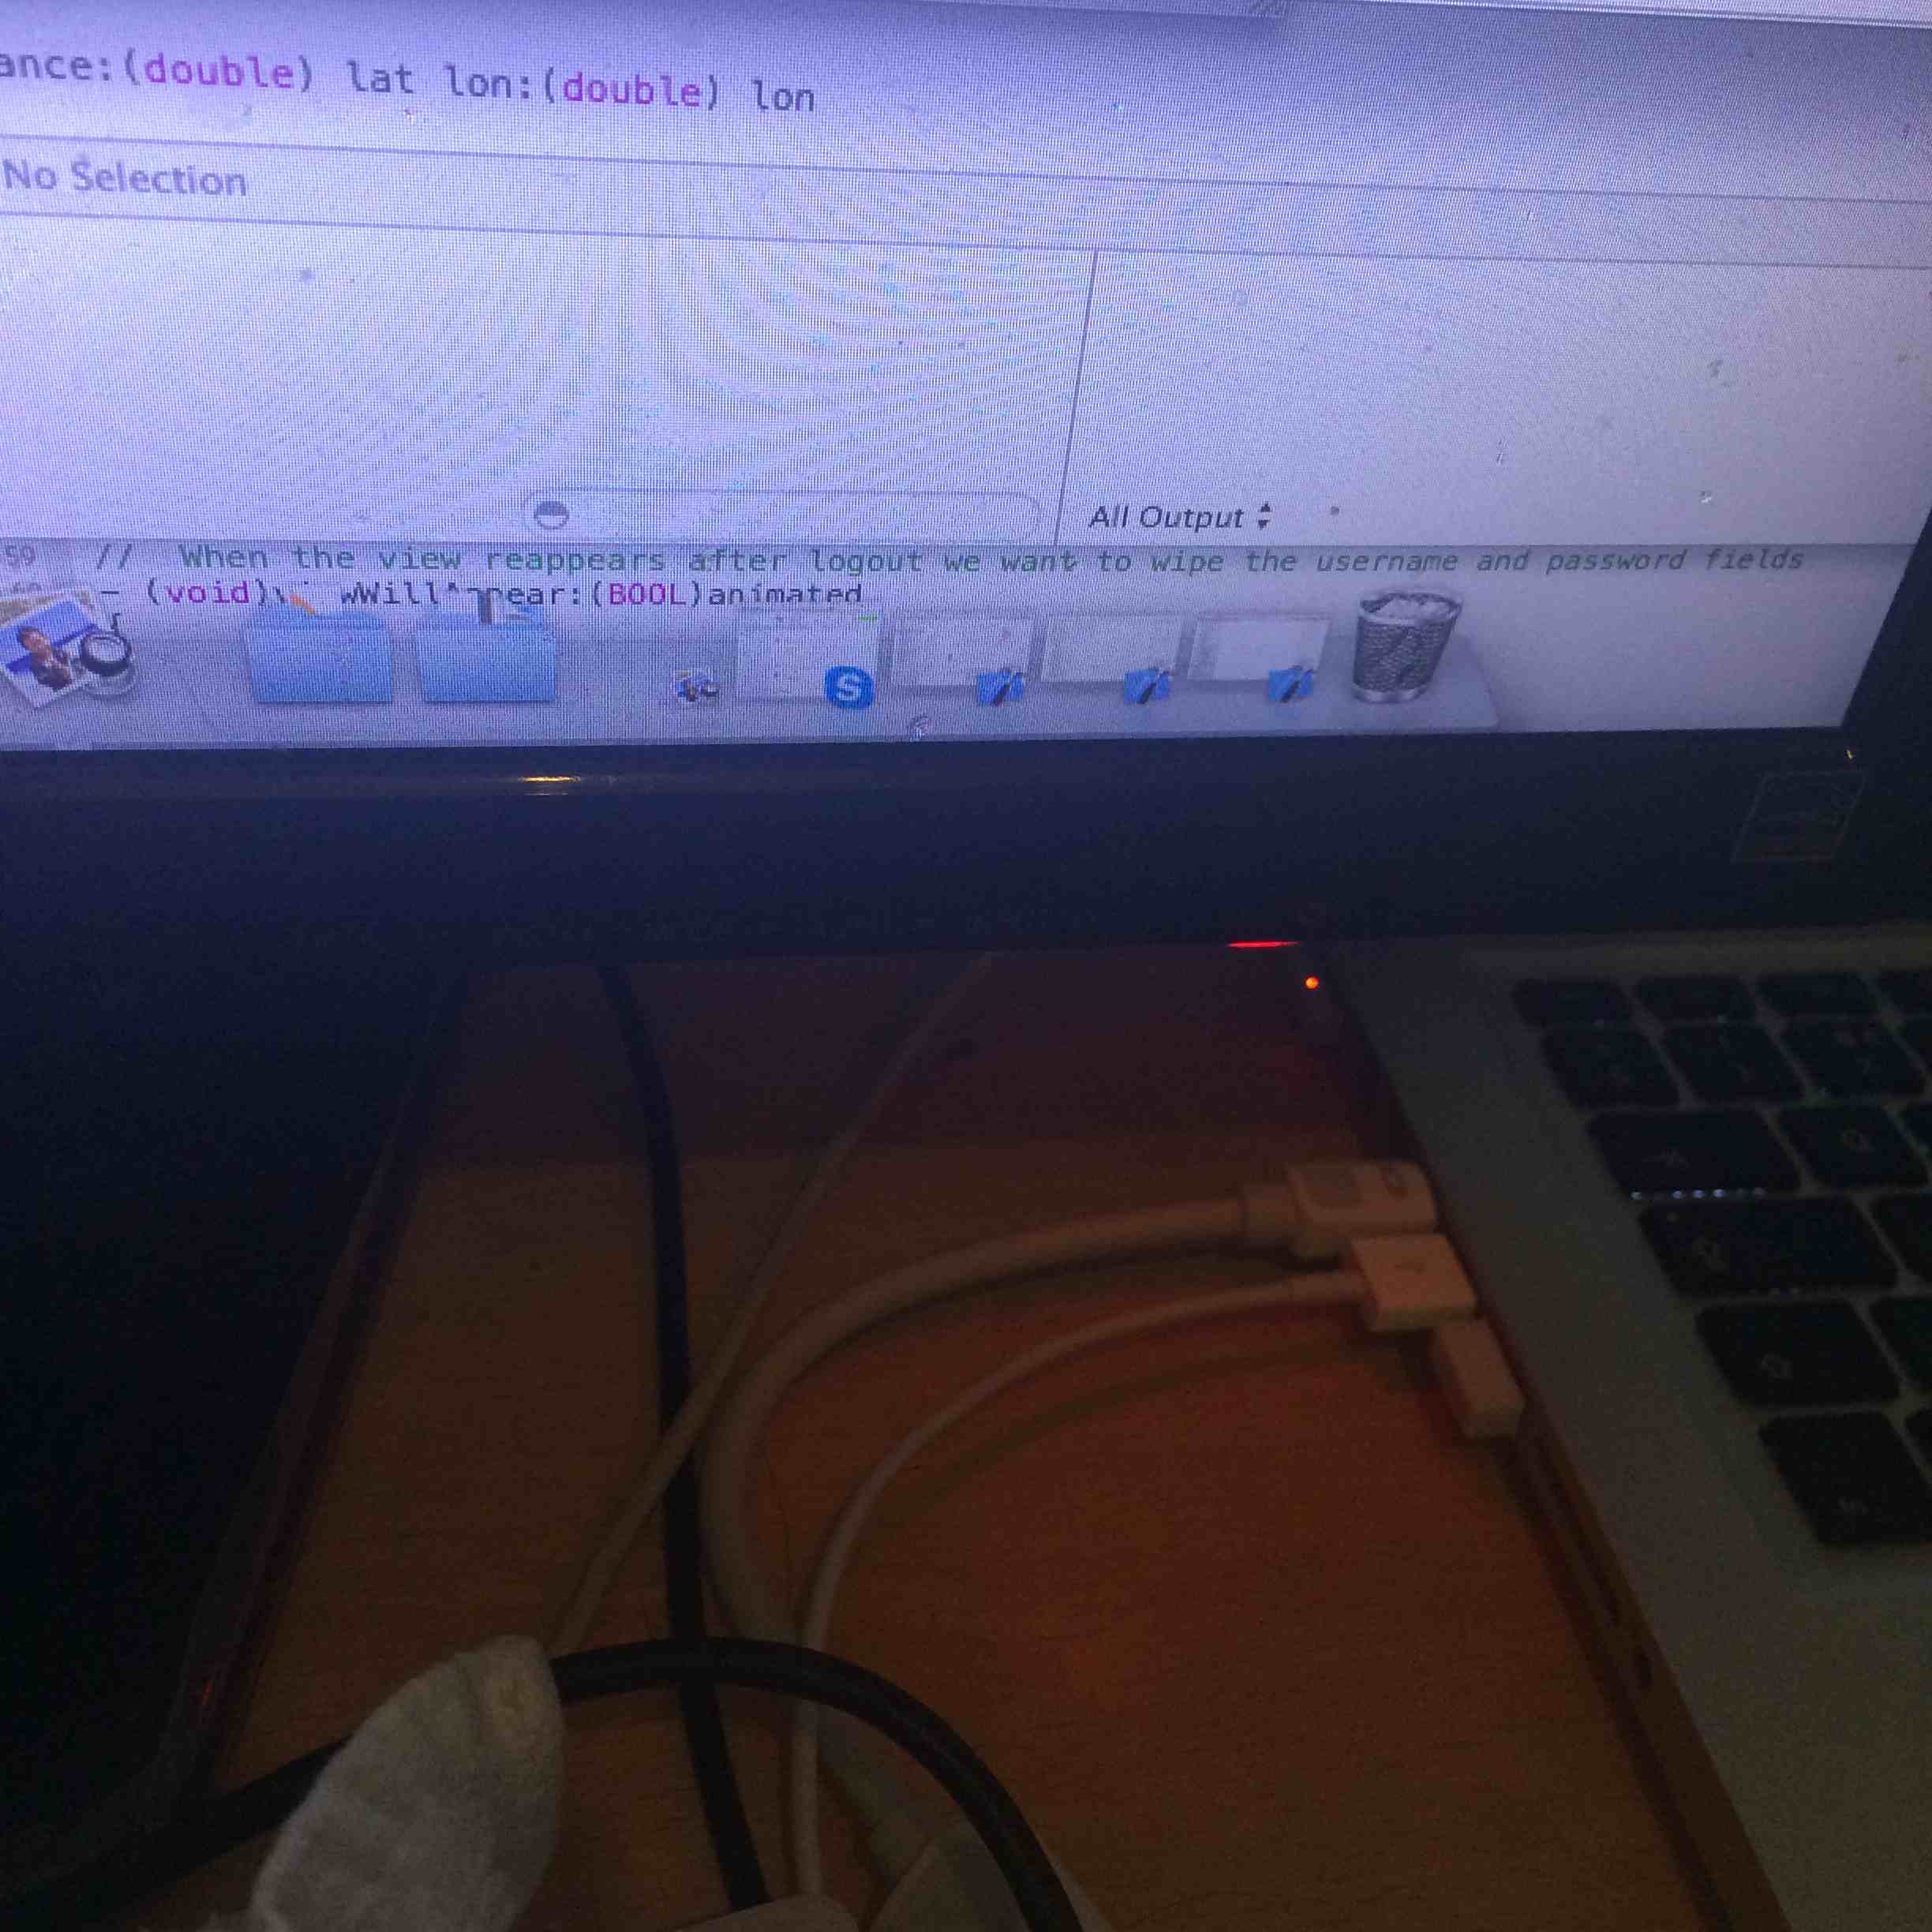 ance:(double) lat lon:(double) lon
No Selection
All Output
59 // When the view reappears after logout we want to wipe the username and password fields
- (void) (BOOL)animated
S